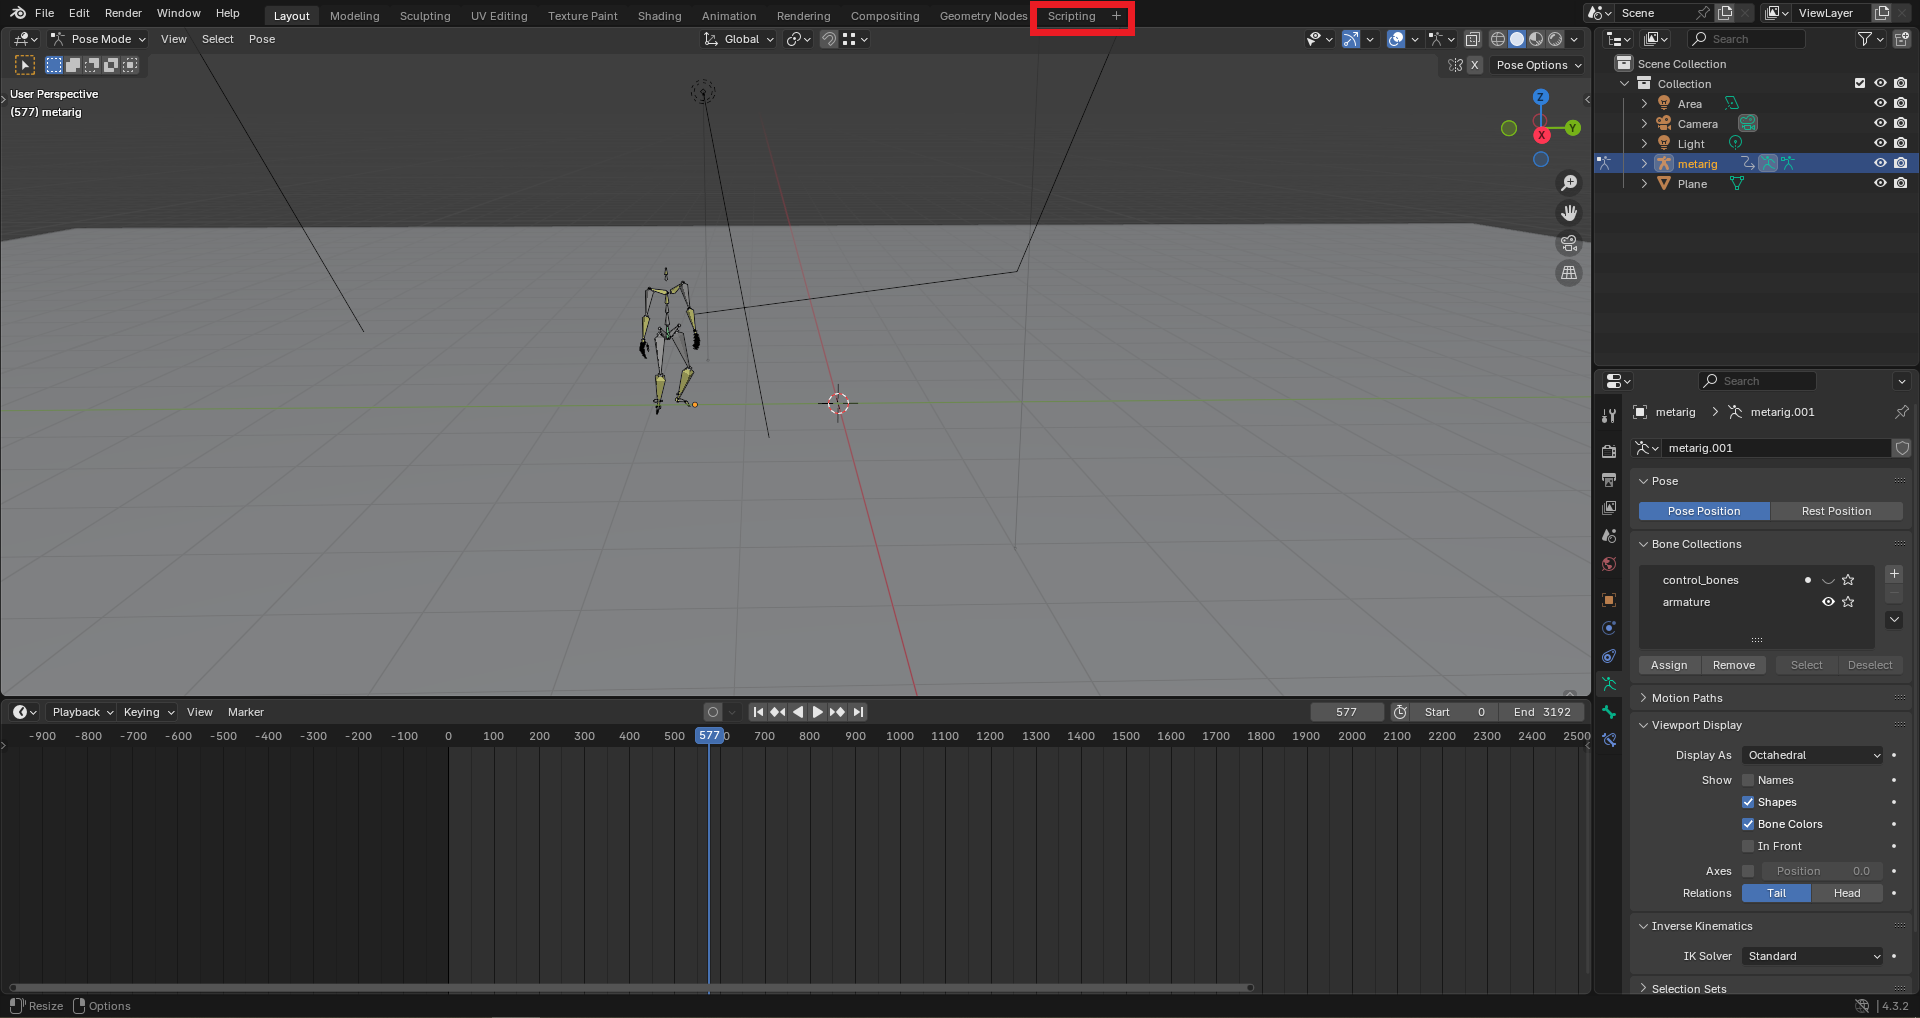 File Edit Render Window Help Layout Modeling Sculpting UV Editing Texture Paint Shading Animation Rendering Compositing Geometry Nodes Scripting + Scene ViewLayer
Pose Mode View Select Pose Global Search
X Pose Options
User Perspective
(577) metarig
Z
Y
X
Scene Collection
Collection
Area
Camera
Light
metarig
Plane
Search
metarig > metarig.001
metarig.001
Pose
Pose Position Rest Position
Bone Collections
control_bones
armature
Assign Remove Select Deselect
Motion Paths
Viewport Display
Display As Octahedral
Show Names
Shapes
Bone Colors
In Front
Axes Position 0.0
Relations Tail Head
Inverse Kinematics
IK Solver Standard
Selection Sets
Playback Keying View Marker 577 Start 0 End 3192
-900 -800 -700 -600 -500 -400 -300 -200 -100 0 100 200 300 400 500 577 0 700 800 900 1000 1100 1200 1300 1400 1500 1600 1700 1800 1900 2000 2100 2200 2300 2400 2500
Resize Options 4.3.2